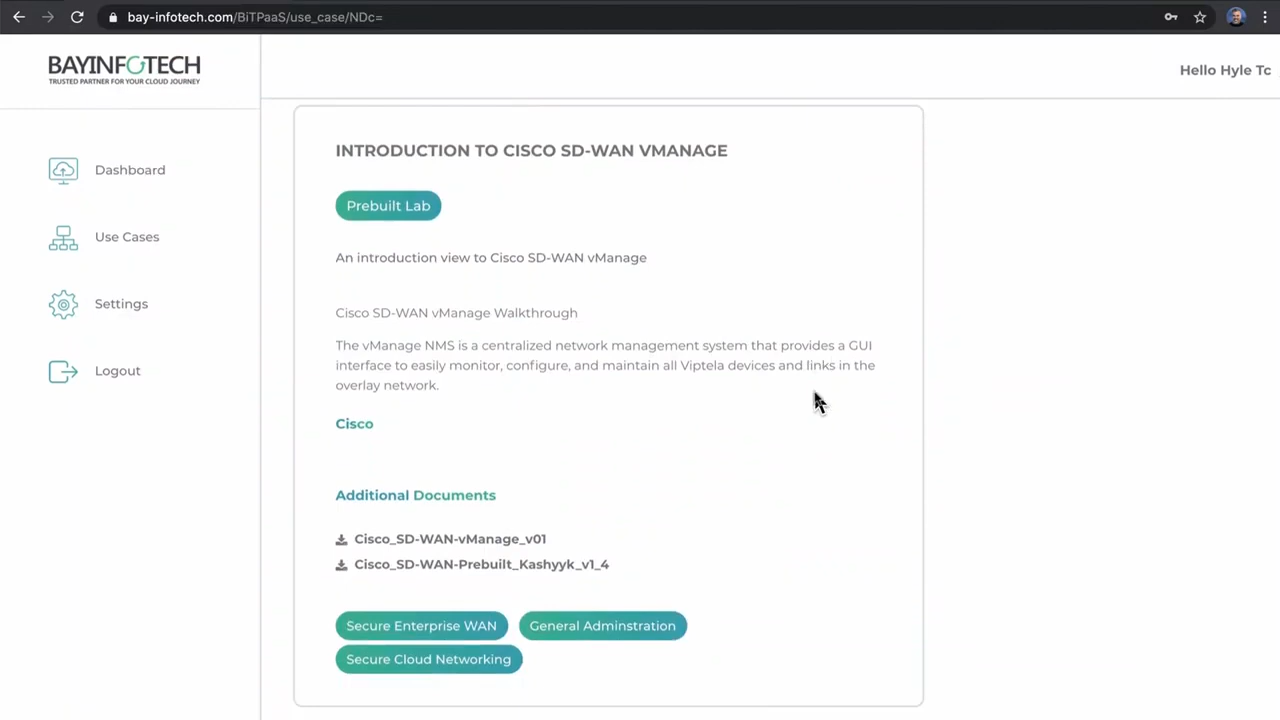 bay-infotech.com/BiTPaaS/use_case/NDc=
BAYINFOTECH
TRUSTED PARTNER FOR YOUR CLOUD JOURNEY
Hello Hyle Tc
Dashboard
Use Cases
Settings
Logout
INTRODUCTION TO CISCO SD-WAN VMANAGE
Prebuilt Lab
An introduction view to Cisco SD-WAN vManage
Cisco SD-WAN vManage Walkthrough
The vManage NMS is a centralized network management system that provides a GUI
interface to easily monitor, configure, and maintain all Viptela devices and links in the
overlay network.
Cisco
Additional Documents
Cisco_SD-WAN-vManage_v01
Cisco_SD-WAN-Prebuilt_Kashyyk_v1_4
Secure Enterprise WAN
General Adminstration
Secure Cloud Networking